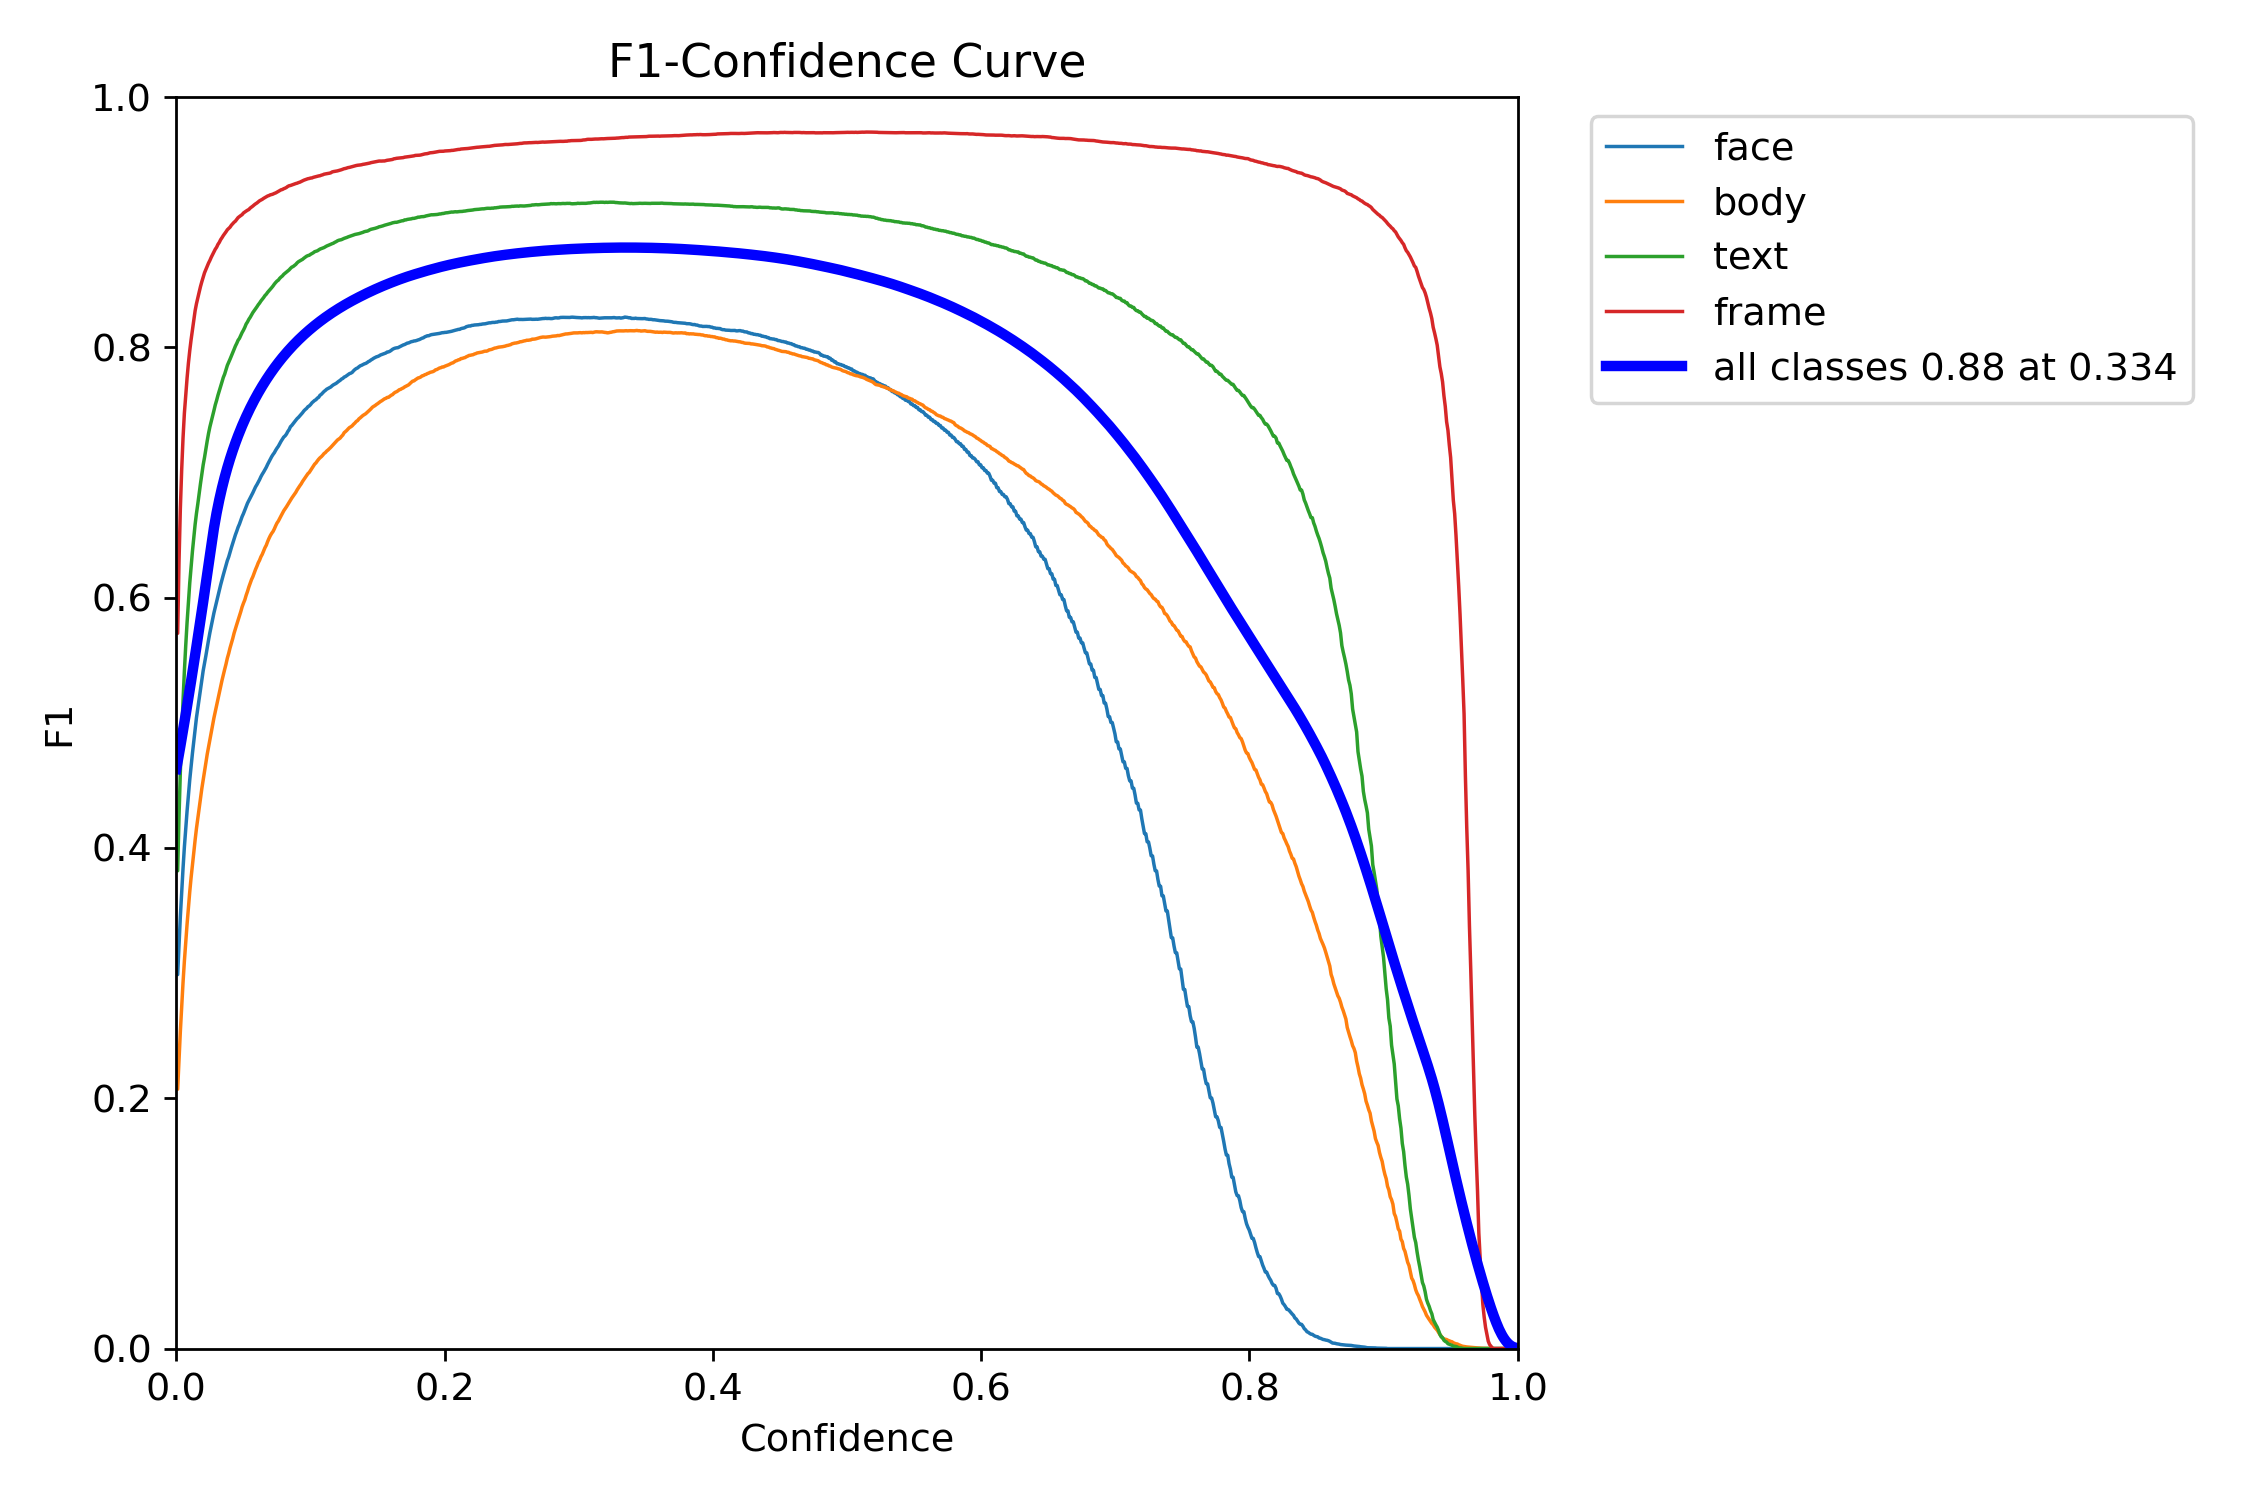 F1-Confidence Curve
1.0
0.8
0.6
0.4
0.2
0.0
F1
0.0 0.2 0.4 0.6 0.8 1.0
Confidence
face
body
text
frame
all classes 0.88 at 0.334